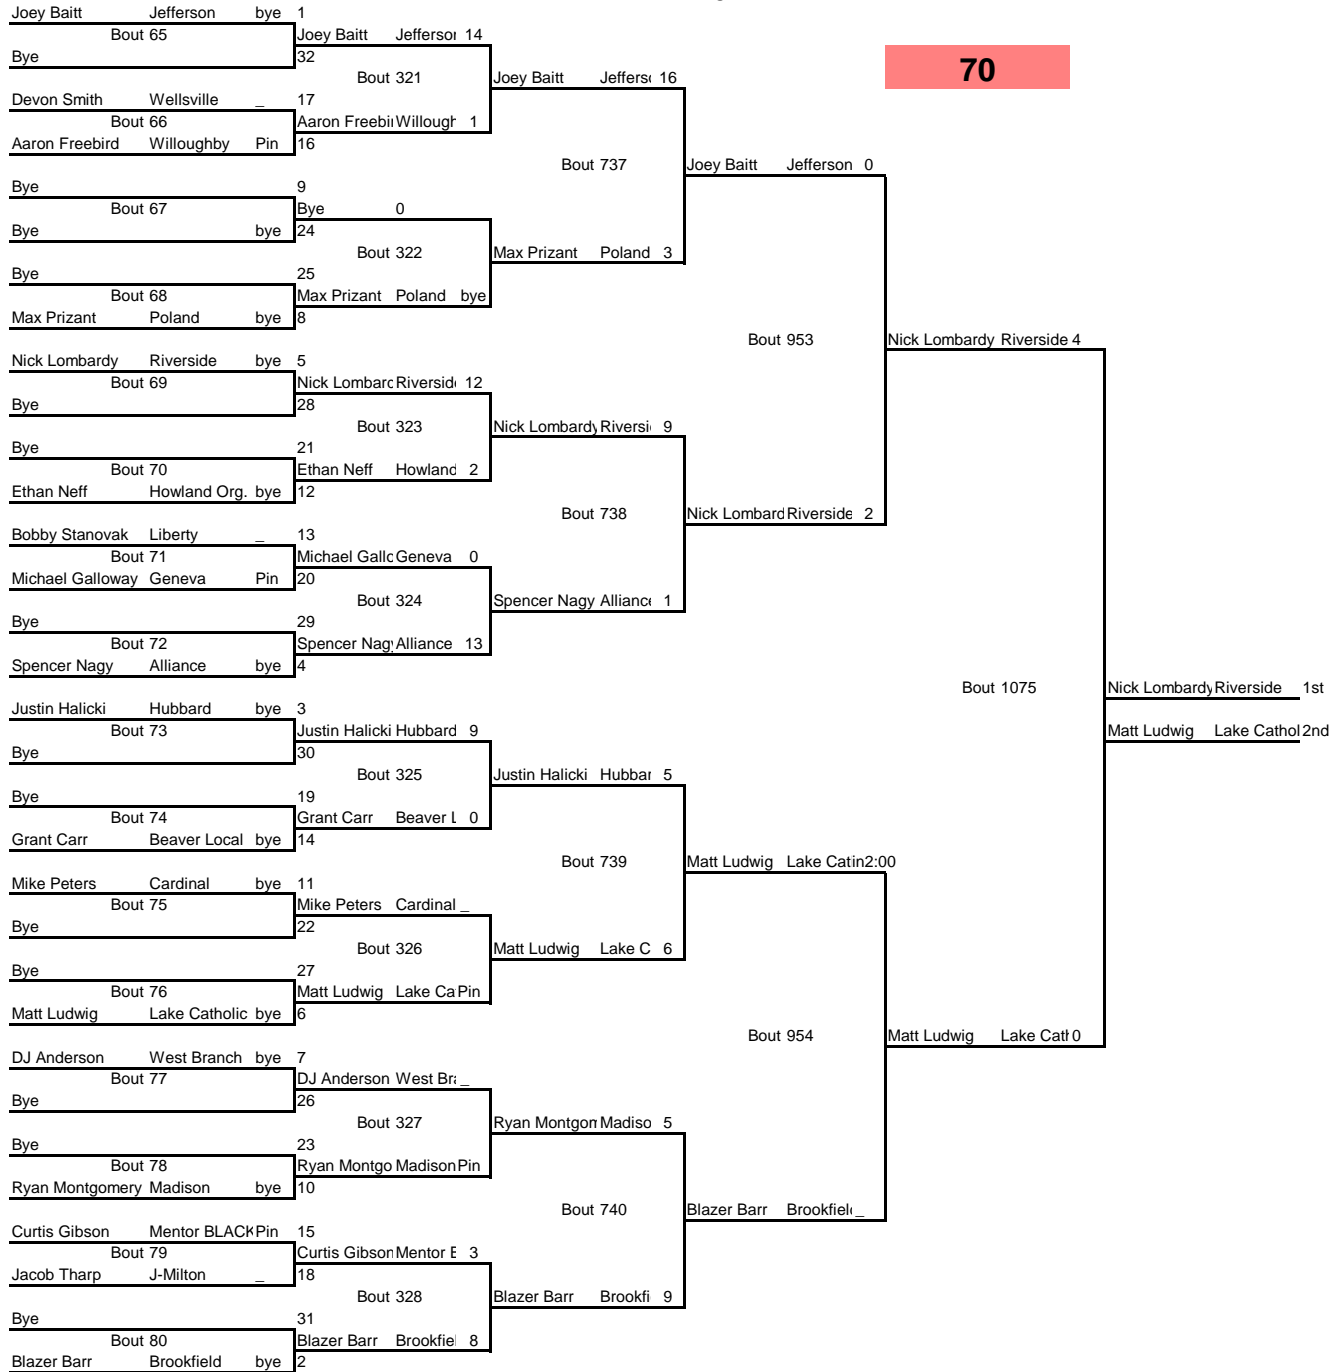 Joey Baitt Jefferson bye 1
Bout 65 Joey Baitt Jefferson 14
Bye 32
70
Bout 321 Joey Baitt Jeffers 16
Devon Smith Wellsville _ 17
Bout 66 Aaron Freebi Willough 1
Aaron Freebird Willoughby Pin 16
Bout 737 Joey Baitt Jefferson 0
Bye 9
Bout 67 Bye 0
Bye bye 24
Bout 322 Max Prizant Poland 3
Bye 25
Bout 68 Max Prizant Poland bye
Max Prizant Poland bye 8
Bout 953 Nick Lombardy Riverside 4
Nick Lombardy Riverside bye 5
Bout 69 Nick Lombard Riverside 12
Bye 28
Bout 323 Nick Lombardy Riversi 9
Bye 21
Bout 70 Ethan Neff Howland 2
Ethan Neff Howland Org. bye 12
Bout 738 Nick Lombard Riverside 2
Bobby Stanovak Liberty _ 13
Bout 71 Michael Gallo Geneva 0
Michael Galloway Geneva Pin 20
Bout 324 Spencer Nagy Alliance 1
Bye 29
Bout 72 Spencer Nagy Alliance 13
Spencer Nagy Alliance bye 4
Bout 1075 Nick Lombardy Riverside 1st
Justin Halicki Hubbard bye 3
Bout 73 Justin Halicki Hubbard 9 Matt Ludwig Lake Cathol 2nd
Bye 30
Bout 325 Justin Halicki Hubbar 5
Bye 19
Bout 74 Grant Carr Beaver L 0
Grant Carr Beaver Local bye 14
Bout 739 Matt Ludwig Lake Catin2:00
Mike Peters Cardinal bye 11
Bout 75 Mike Peters Cardinal _
Bye 22
Bout 326 Matt Ludwig Lake C 6
Bye 27
Bout 76 Matt Ludwig Lake Ca Pin
Matt Ludwig Lake Catholic bye 6
Bout 954 Matt Ludwig Lake Cath 0
DJ Anderson West Branch bye 7
Bout 77 DJ Anderson West Bra _
Bye 26
Bout 327 Ryan Montgom Madiso 5
Bye 23
Bout 78 Ryan Montgo Madison Pin
Ryan Montgomery Madison bye 10
Bout 740 Blazer Barr Brookfiel _
Curtis Gibson Mentor BLACK Pin 15
Bout 79 Curtis Gibson Mentor B 3
Jacob Tharp J-Milton _ 18
Bout 328 Blazer Barr Brookfi 9
Bye 31
Bout 80 Blazer Barr Brookfiel 8
Blazer Barr Brookfield bye 2